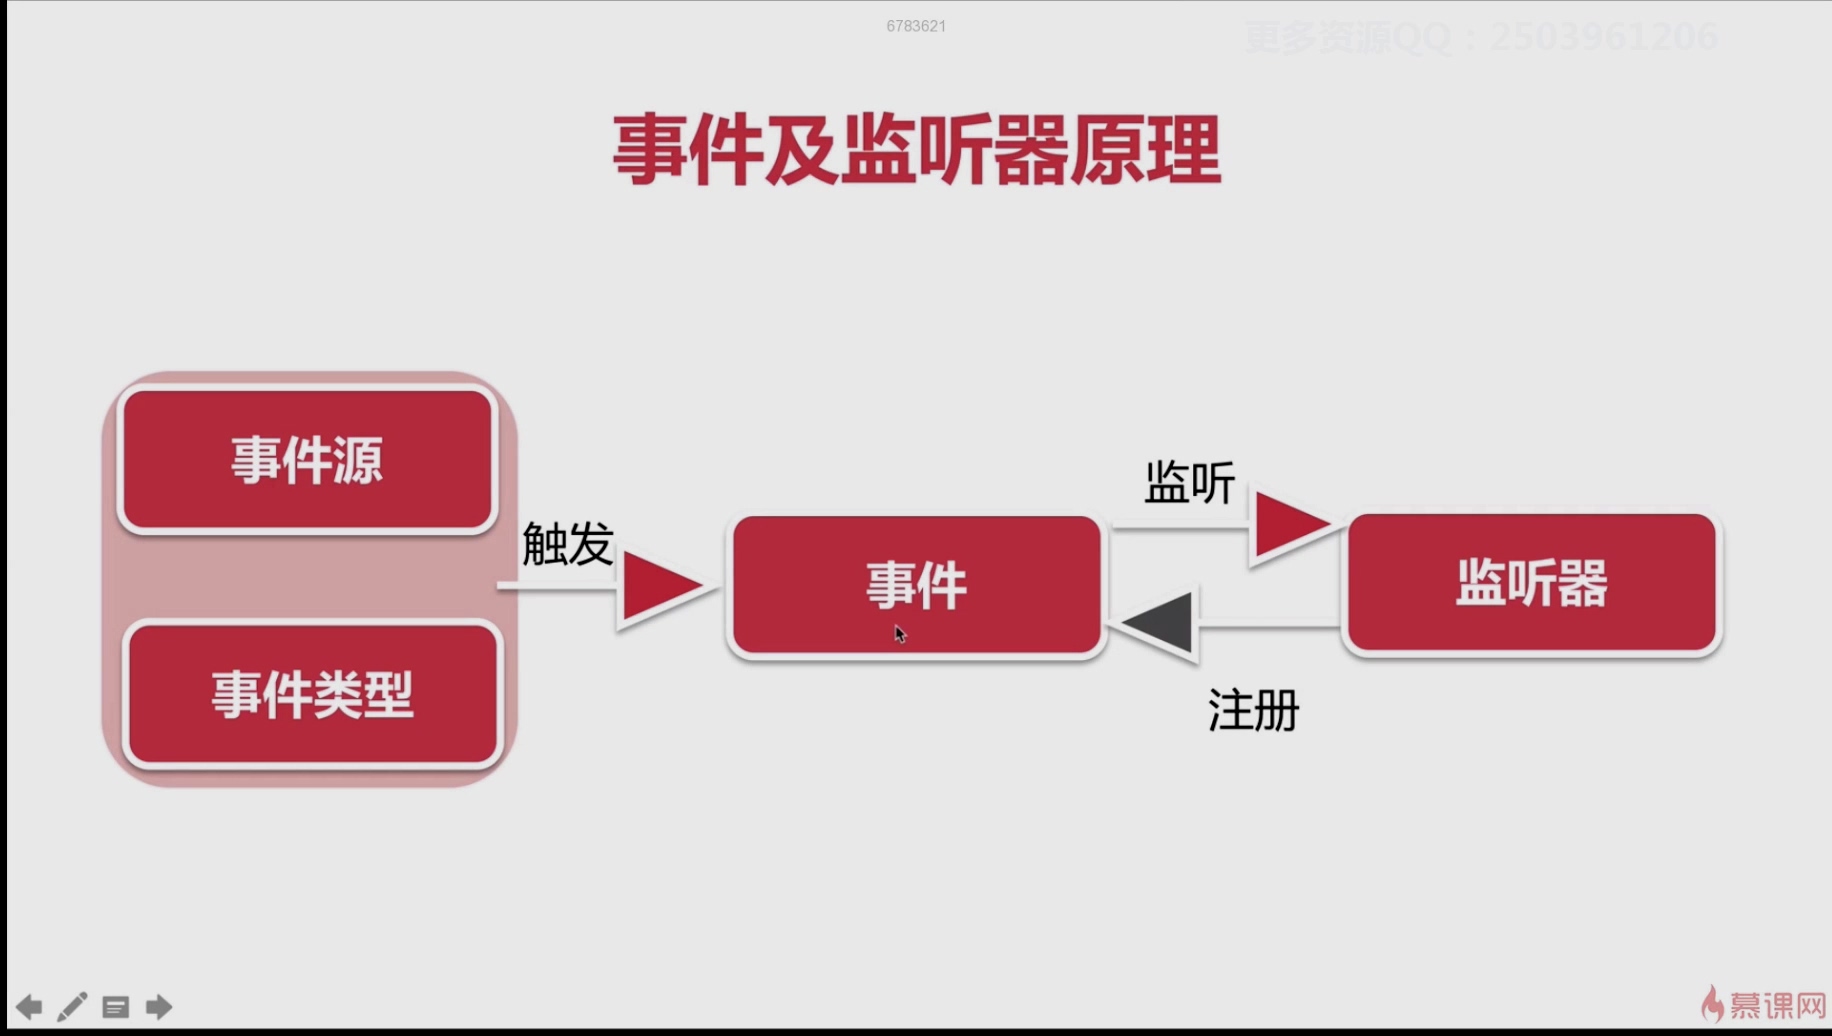 6783621
更多资源QQ：2503961206
事件及监听器原理
事件源
事件类型
触发
事件
监听
注册
监听器
慕课网